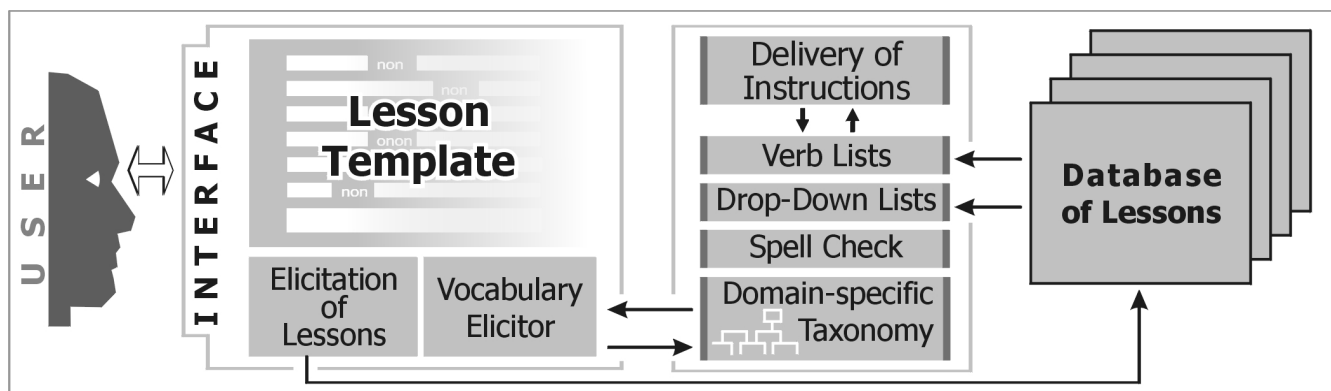 USER
INTERFACE
non
non
onon
non
Lesson
Template
Elicitation
of
Lessons
Vocabulary
Elicitor
Delivery of
Instructions
Verb Lists
Drop-Down Lists
Spell Check
Domain-specific
Taxonomy
Database
of Lessons